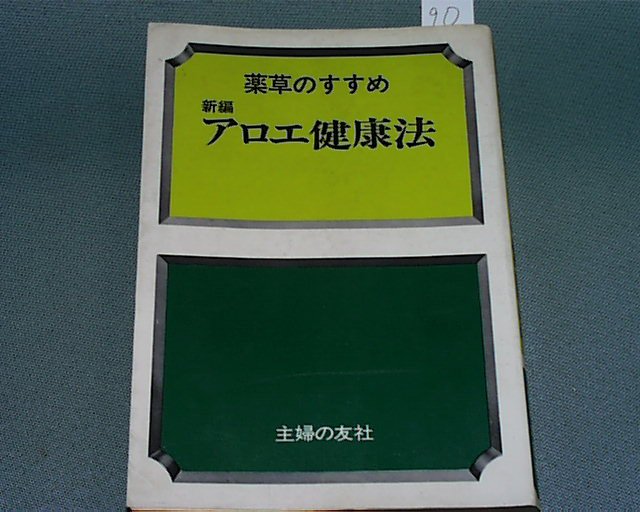 90
薬草のすすめ
新編
アロエ健康法
主婦の友社